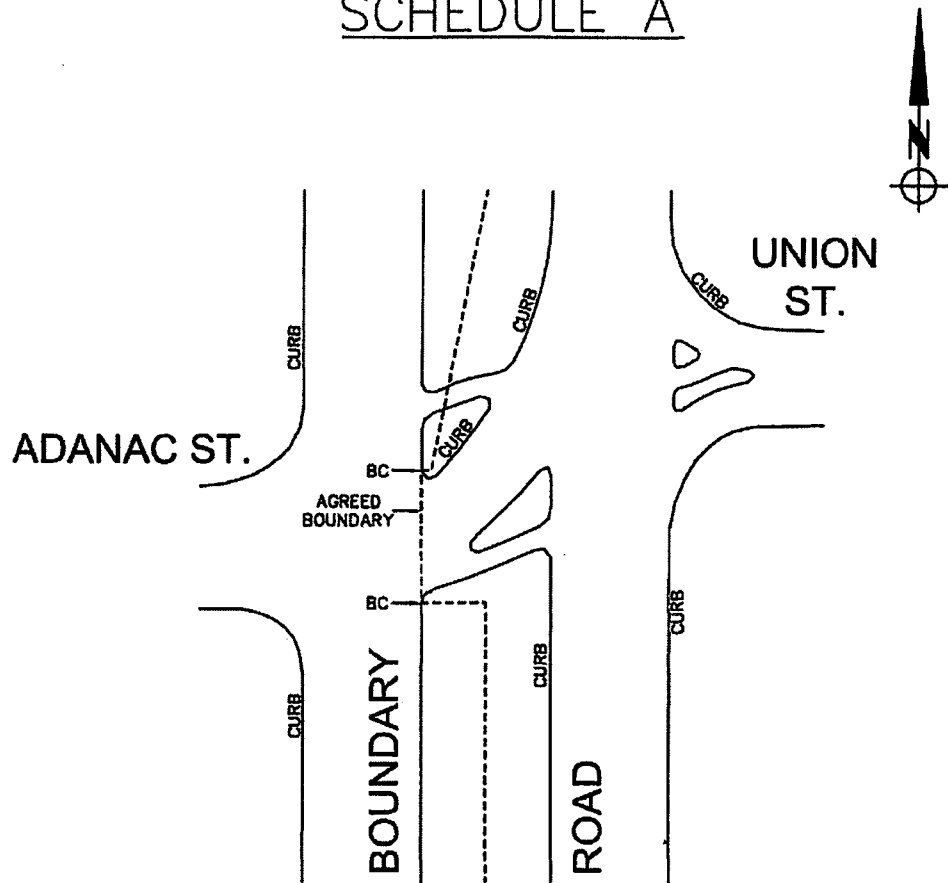 SCHEDULE A
N
UNION
ST.
CURB
CURB
CURB
ADANAC ST.
CURB
BC
AGREED
BOUNDARY
BC
CURB
CURB
CURB
BOUNDARY
ROAD